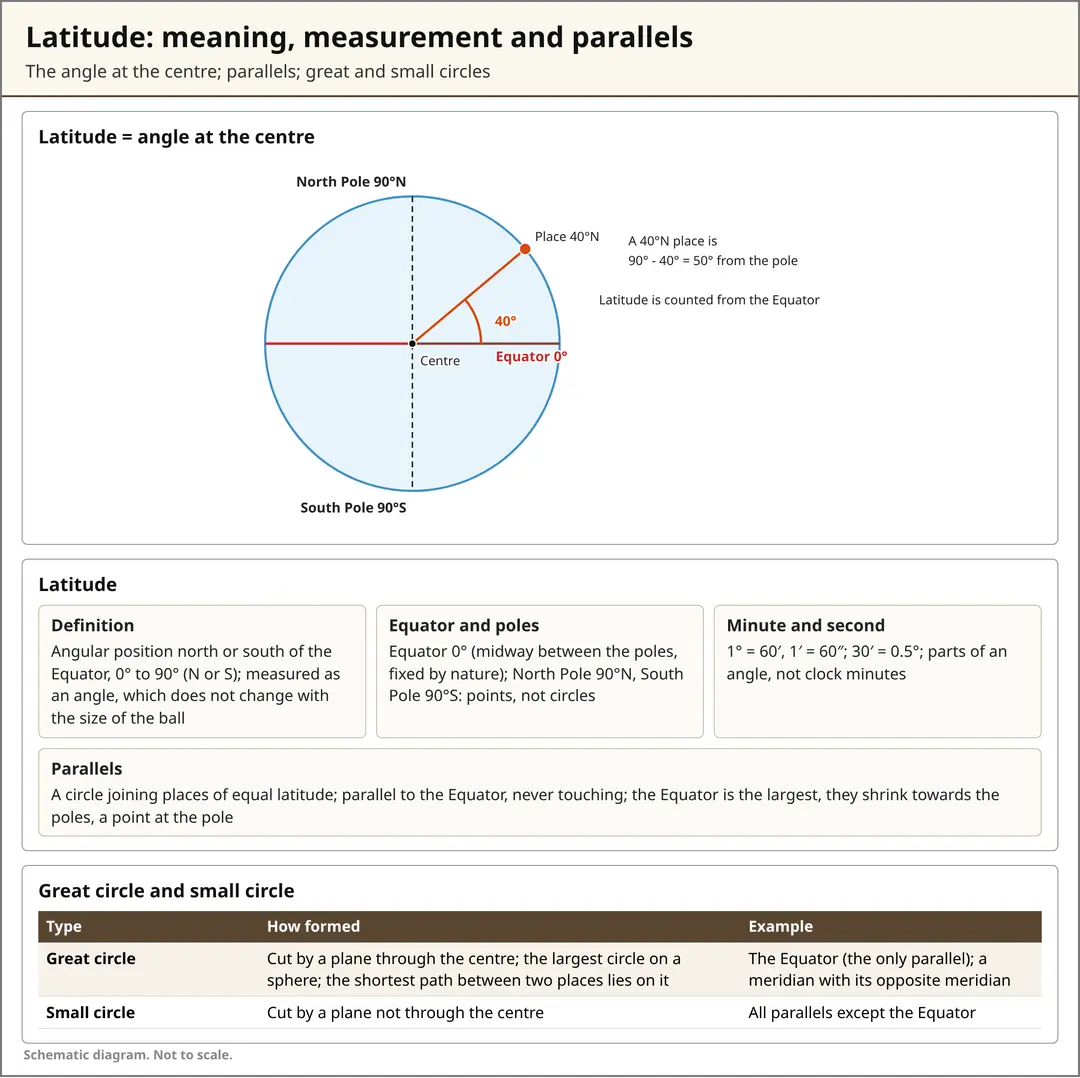 Latitude: meaning, measurement and parallels
The angle at the centre; parallels; great and small circles
Latitude = angle at the centre
North Pole 90°N
Place 40°N
A 40°N place is
90° - 40° = 50° from the pole
Latitude is counted from the Equator
40°
Equator 0°
Centre
South Pole 90°S
Latitude
Definition
Angular position north or south of the
Equator, 0° to 90° (N or S); measured as
an angle, which does not change with
the size of the ball
Equator and poles
Equator 0° (midway between the poles,
fixed by nature); North Pole 90°N, South
Pole 90°S: points, not circles
Minute and second
1° = 60′, 1′ = 60″; 30′ = 0.5°; parts of an
angle, not clock minutes
Parallels
A circle joining places of equal latitude; parallel to the Equator, never touching; the Equator is the largest, they shrink towards the
poles, a point at the pole
Great circle and small circle
Type How formed Example
Great circle Cut by a plane through the centre; the largest circle on a The Equator (the only parallel); a
sphere; the shortest path between two places lies on it meridian with its opposite meridian
Small circle Cut by a plane not through the centre All parallels except the Equator
Schematic diagram. Not to scale.